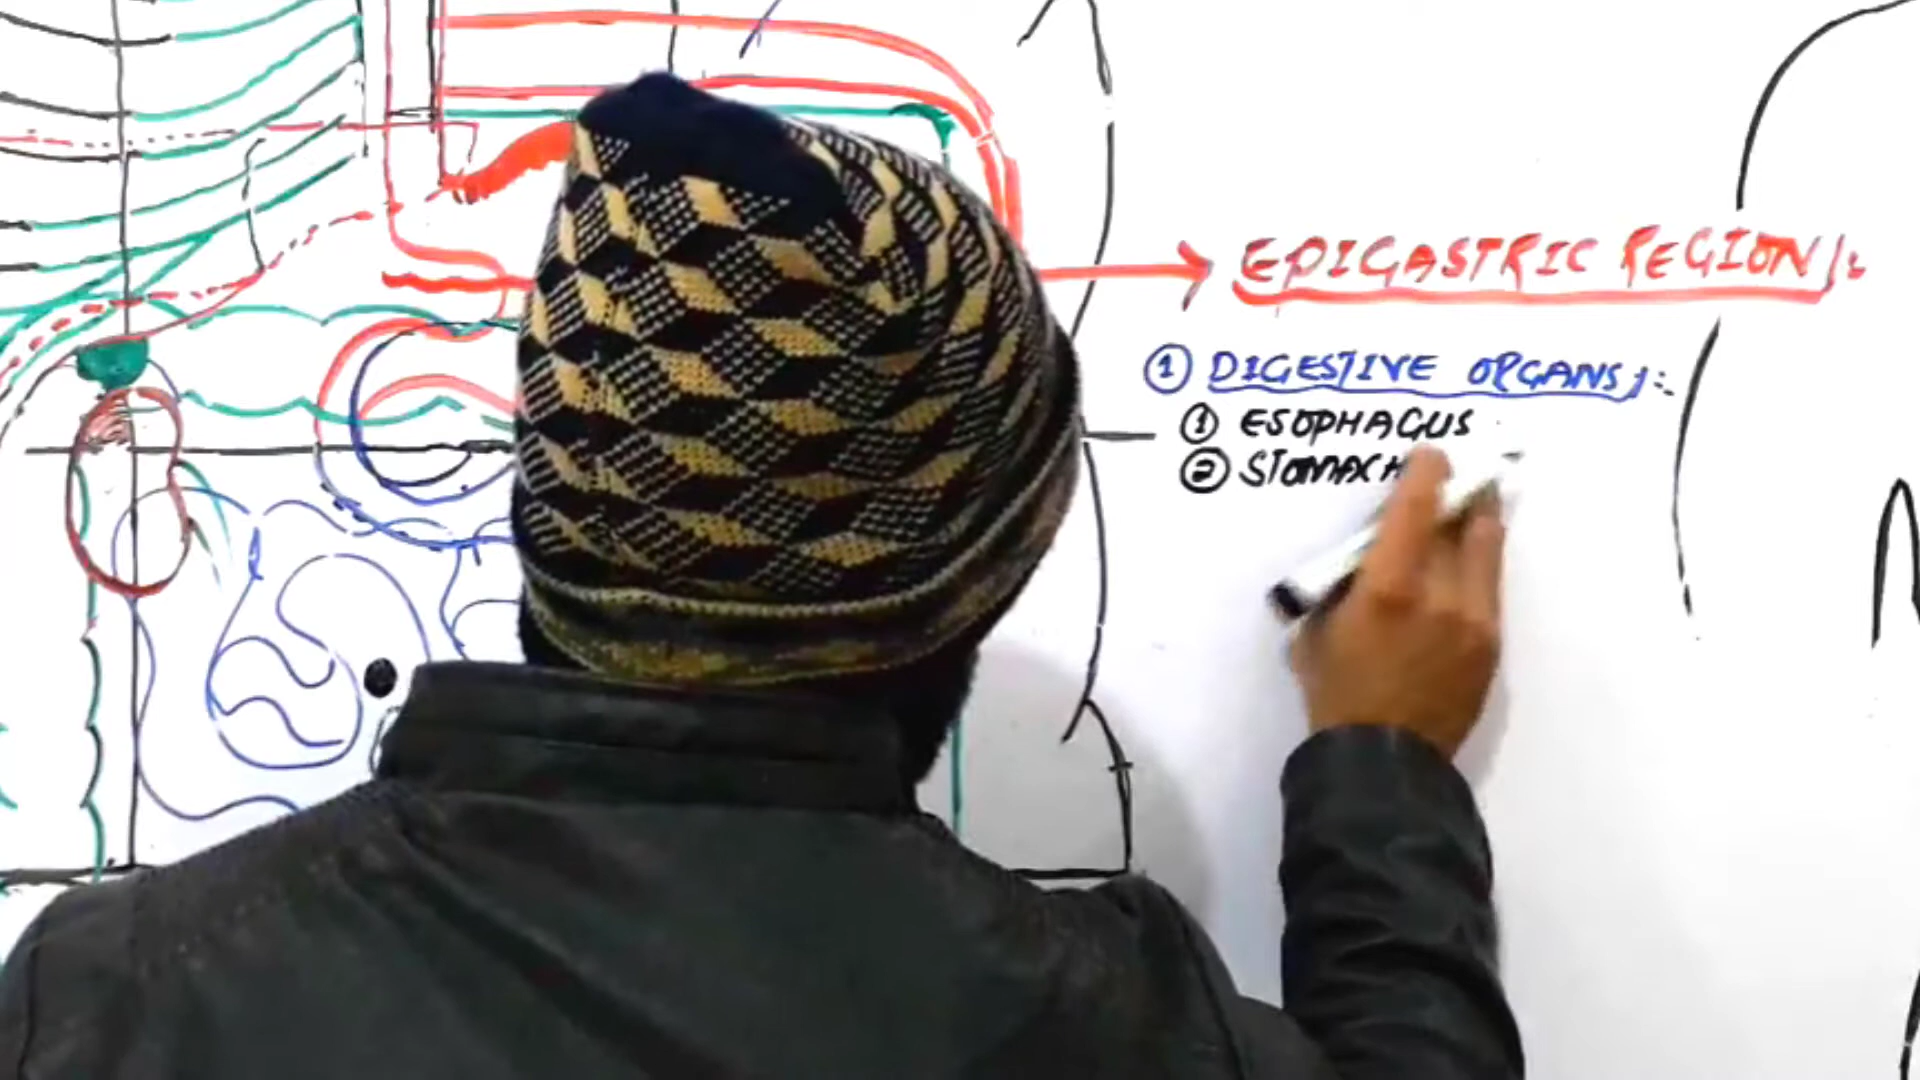 EPIGASTRIC REGION:
① DIGESTIVE ORGANS:-
① ESOPHAGUS
② STOMACH